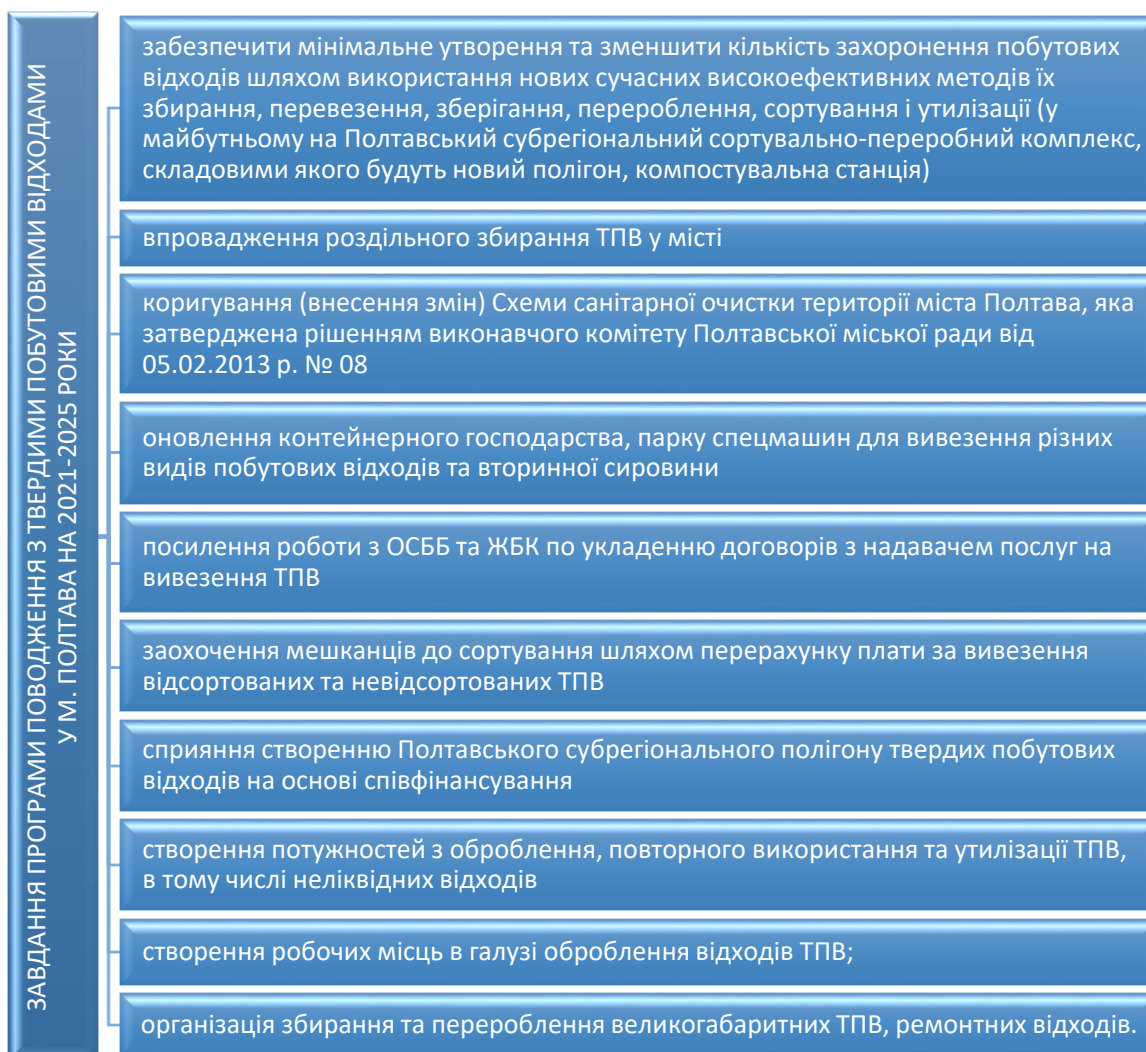 ЗАВДАННЯ ПРОГРАМИ ПОВОДЖЕННЯ З ТВЕРДИМИ ПОБУТОВИМИ ВІДХОДАМИ
У М. ПОЛТАВА НА 2021-2025 РОКИ
забезпечити мінімальне утворення та зменшити кількість захоронення побутових
відходів шляхом використання нових сучасних високоефективних методів їх
збирання, перевезення, зберігання, перероблення, сортування і утилізації (у
майбутньому на Полтавський субрегіональний сортувально-переробний комплекс,
складовими якого будуть новий полігон, компостувальна станція)
впровадження роздільного збирання ТПВ у місті
коригування (внесення змін) Схеми санітарної очистки території міста Полтава, яка
затверджена рішенням виконавчого комітету Полтавської міської ради від
05.02.2013 р. № 08
оновлення контейнерного господарства, парку спецмашин для вивезення різних
видів побутових відходів та вторинної сировини
посилення роботи з ОСББ та ЖБК по укладенню договорів з надавачем послуг на
вивезення ТПВ
заохочення мешканців до сортування шляхом перерахунку плати за вивезення
відсортованих та невідсортованих ТПВ
сприяння створенню Полтавського субрегіонального полігону твердих побутових
відходів на основі співфінансування
створення потужностей з оброблення, повторного використання та утилізації ТПВ,
в тому числі неліквідних відходів
створення робочих місць в галузі оброблення відходів ТПВ;
організація збирання та перероблення великогабаритних ТПВ, ремонтних відходів.